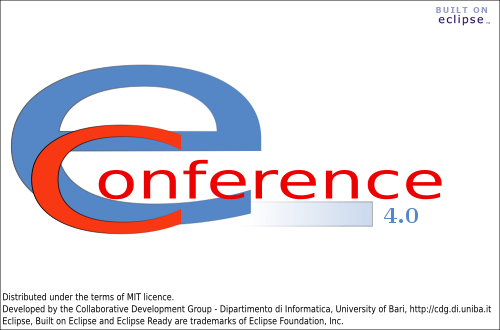 BUILT ON
eclipse™
eConference
4.0
Distributed under the terms of MIT licence.
Developed by the Collaborative Development Group - Dipartimento di Informatica, University of Bari, http://cdg.di.uniba.it
Eclipse, Built on Eclipse and Eclipse Ready are trademarks of Eclipse Foundation, Inc.